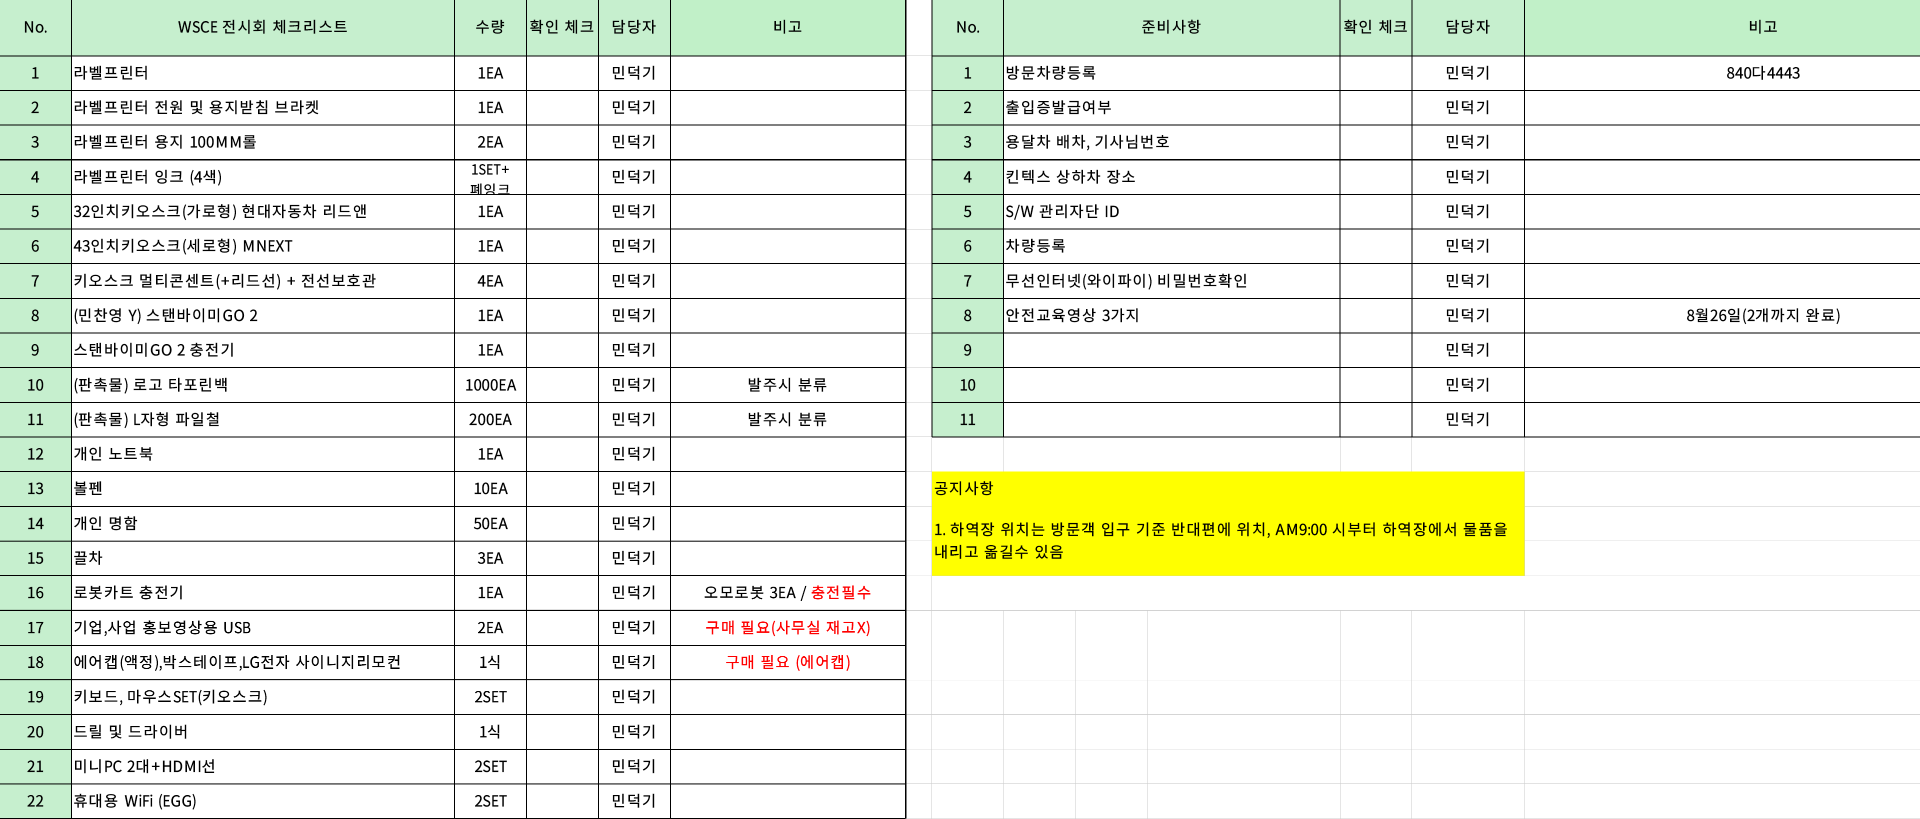 No. WSCE 전시회 체크리스트 수량 확인 체크 담당자 비고
1 라벨프린터 1EA 민덕기
2 라벨프린터 전원 및 용지받침 브라켓 1EA 민덕기
3 라벨프린터 용지 100MM롤 2EA 민덕기
4 라벨프린터 잉크 (4색) 1SET+ 민덕기
폐잉크
5 32인치키오스크(가로형) 현대자동차 리드앤 1EA 민덕기
6 43인치키오스크(세로형) MNEXT 1EA 민덕기
7 키오스크 멀티콘센트(+리드선) + 전선보호관 4EA 민덕기
8 (민찬영 Y) 스탠바이미GO 2 1EA 민덕기
9 스탠바이미GO 2 충전기 1EA 민덕기
10 (판촉물) 로고 타포린백 1000EA 민덕기 발주시 분류
11 (판촉물) L자형 파일철 200EA 민덕기 발주시 분류
12 개인 노트북 1EA 민덕기
13 볼펜 10EA 민덕기
14 개인 명함 50EA 민덕기
15 끌차 3EA 민덕기
16 로봇카트 충전기 1EA 민덕기 오모로봇 3EA / 충전필수
17 기업,사업 홍보영상용 USB 2EA 민덕기 구매 필요(사무실 재고X)
18 에어캡(액정),박스테이프,LG전자 사이니지리모컨 1식 민덕기 구매 필요 (에어캡)
19 키보드, 마우스SET(키오스크) 2SET 민덕기
20 드릴 및 드라이버 1식 민덕기
21 미니PC 2대+HDMI선 2SET 민덕기
22 휴대용 WiFi (EGG) 2SET 민덕기
No. 준비사항 확인 체크 담당자 비고
1 방문차량등록 민덕기 840다4443
2 출입증발급여부 민덕기
3 용달차 배차, 기사님번호 민덕기
4 킨텍스 상하차 장소 민덕기
5 S/W 관리자단 ID 민덕기
6 차량등록 민덕기
7 무선인터넷(와이파이) 비밀번호확인 민덕기
8 안전교육영상 3가지 민덕기 8월26일(2개까지 완료)
9 민덕기
10 민덕기
11 민덕기
공지사항
1. 하역장 위치는 방문객 입구 기준 반대편에 위치, AM9:00 시부터 하역장에서 물품을
내리고 옮길수 있음